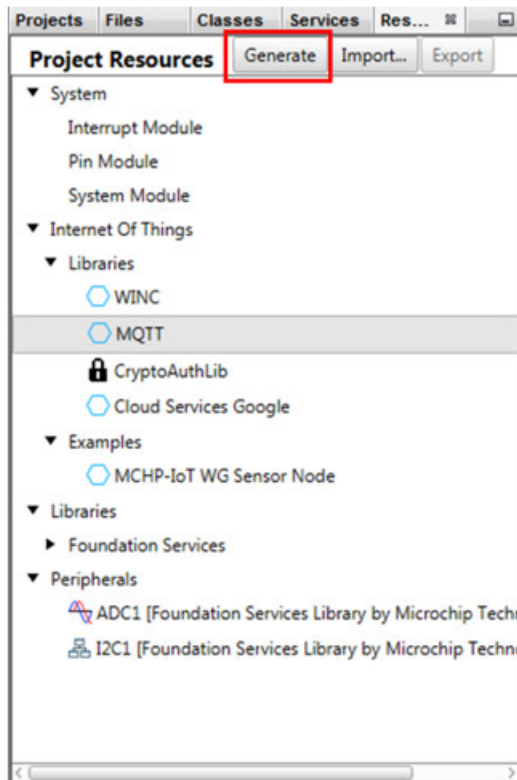 Projects Files Classes Services Res...
Project Resources Generate Import... Export
System
Interrupt Module
Pin Module
System Module
Internet Of Things
Libraries
WINC
MQTT
CryptoAuthLib
Cloud Services Google
Examples
MCHP-IoT WG Sensor Node
Libraries
Foundation Services
Peripherals
ADC1 [Foundation Services Library by Microchip Techn
I2C1 [Foundation Services Library by Microchip Techno